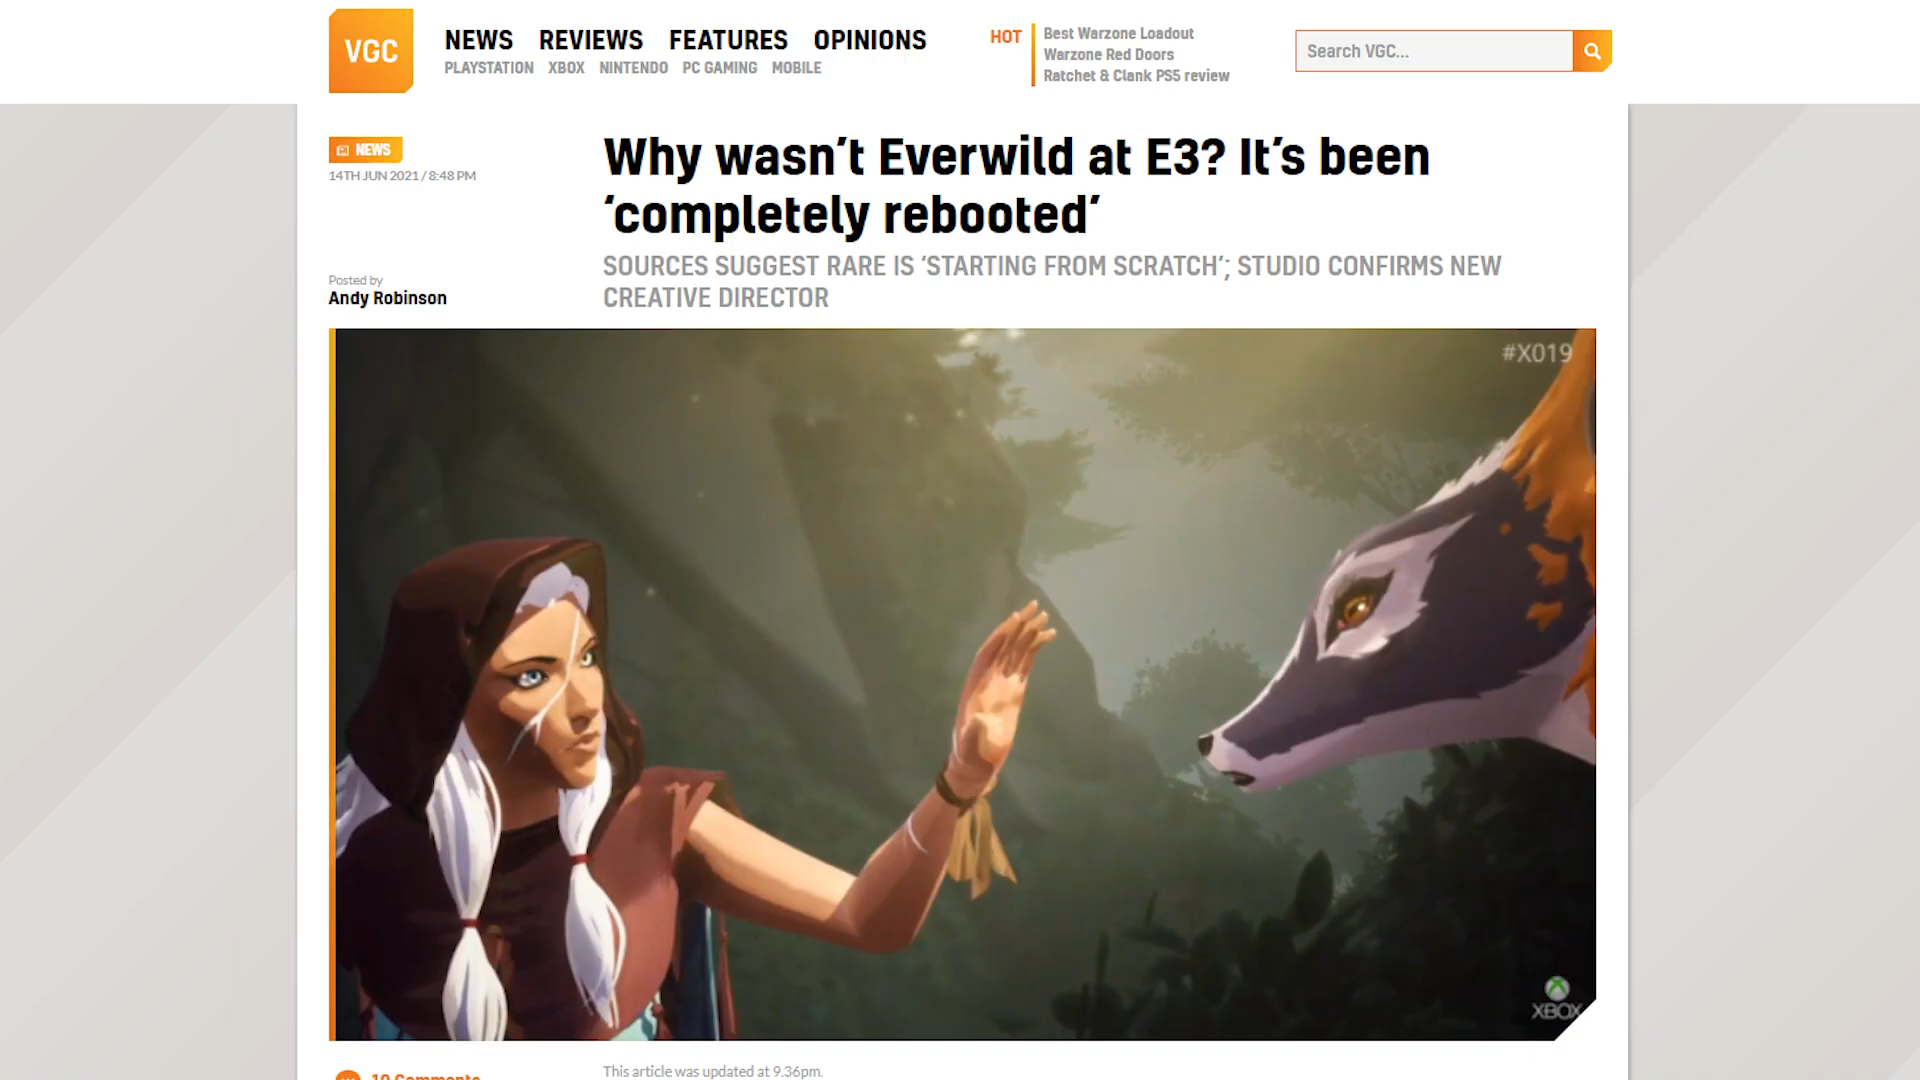 VGC
NEWS REVIEWS FEATURES OPINIONS
PLAYSTATION XBOX NINTENDO PC GAMING MOBILE
HOT
Best Warzone Loadout
Warzone Red Doors
Ratchet & Clank PS5 review
Search VGC...
NEWS
14TH JUN 2021 / 8:48 PM
Why wasn’t Everwild at E3? It’s been
‘completely rebooted’
SOURCES SUGGEST RARE IS ‘STARTING FROM SCRATCH’; STUDIO CONFIRMS NEW
CREATIVE DIRECTOR
Posted by
Andy Robinson
#X019
XBOX
10 Comments
This article was updated at 9.36pm.